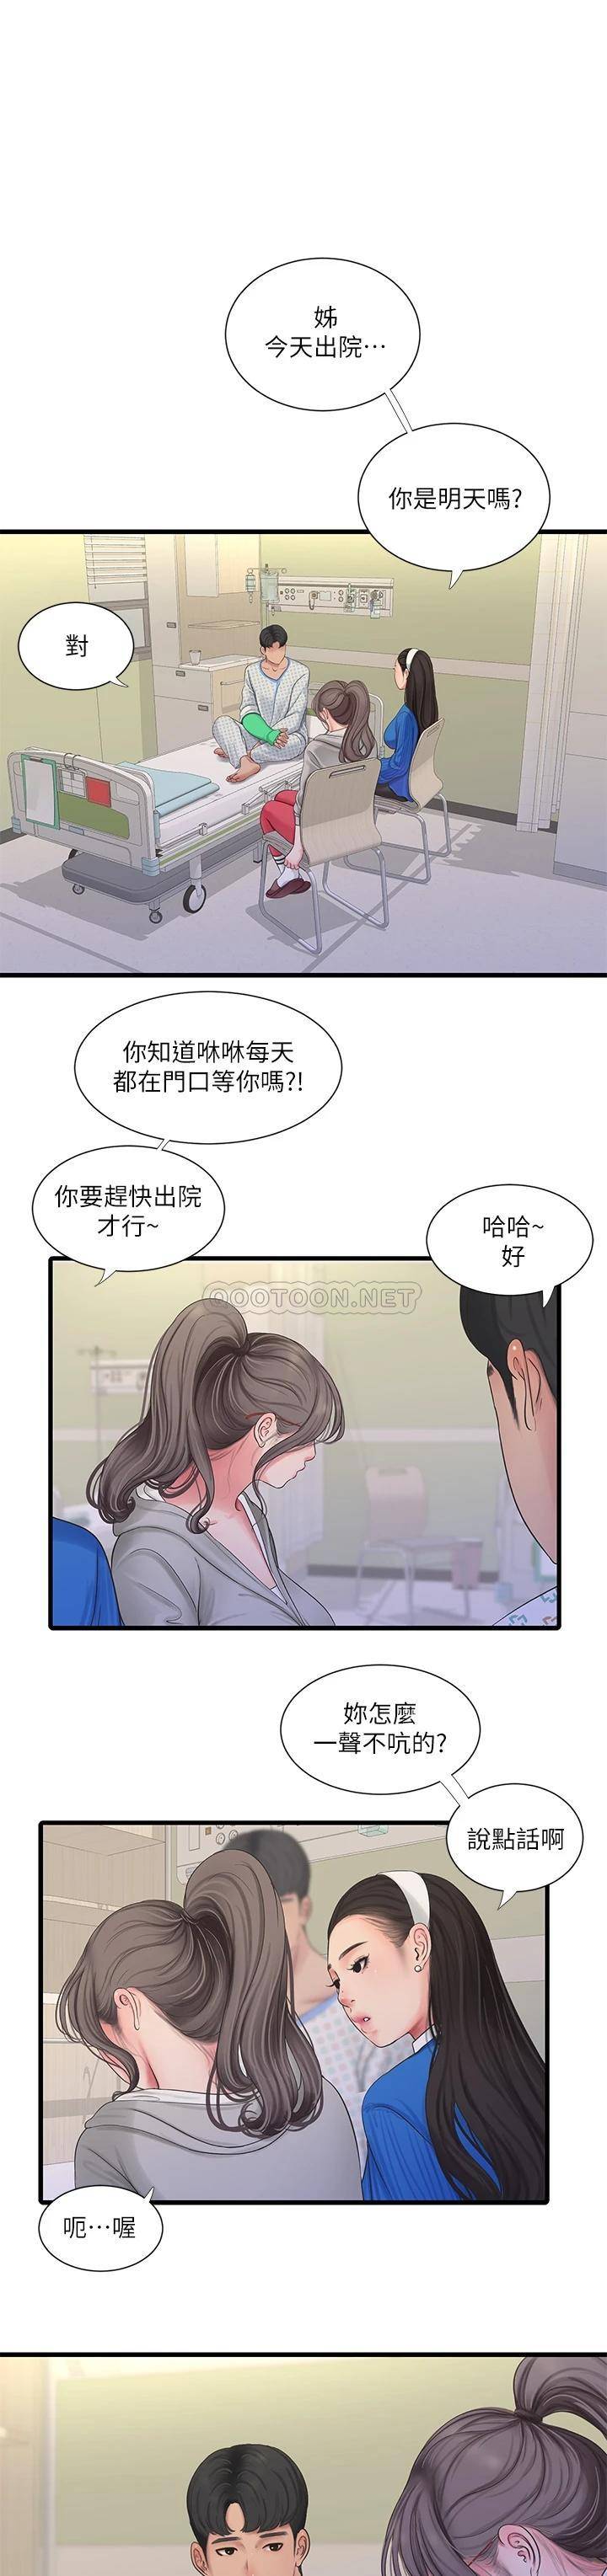 姊
今天出院…
你是明天嗎?
對
你知道咻咻每天
都在門口等你嗎?!
你要趕快出院
才行~
哈哈~
好
TOOTOON.NET
妳怎麼
一聲不吭的?
說點話啊
呃…喔